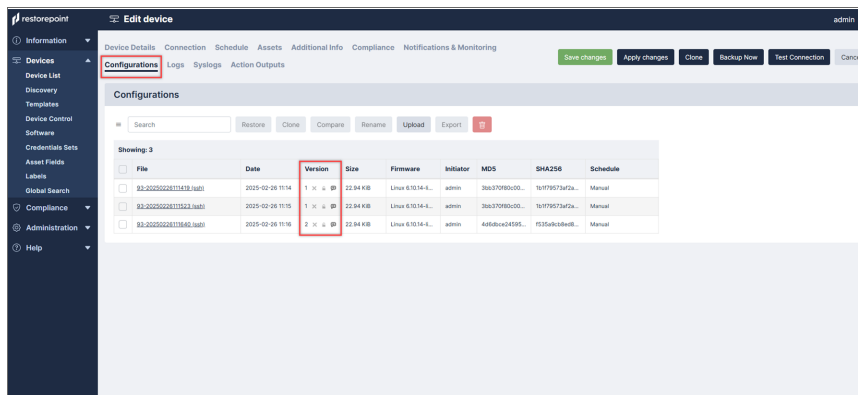 restorepoint
Edit device
admin
Information
Devices
Device List
Discovery
Templates
Device Control
Software
Credentials Sets
Asset Fields
Labels
Global Search
Compliance
Administration
Help
Device Details Connection Schedule Assets Additional Info Compliance Notifications & Monitoring
Configurations Logs Syslogs Action Outputs
Save changes Apply changes Clone Backup Now Test Connection Cance
Configurations
Search Restore Clone Compare Rename Upload Export
Showing: 3
File Date Version Size Firmware Initiator MD5 SHA256 Schedule
93-20250226111419 (ssh) 2025-02-26 11:14 1 22.94 KiB Linux 6.10.14-li... admin 3bb370f80c00... 1b1f79573af2a... Manual
93-20250226111523 (ssh) 2025-02-26 11:15 1 22.94 KiB Linux 6.10.14-li... admin 3bb370f80c00... 1b1f79573af2a... Manual
93-20250226111640 (ssh) 2025-02-26 11:16 2 22.94 KiB Linux 6.10.14-li... admin 4d6dbce24595... f535a9cb8ed8... Manual